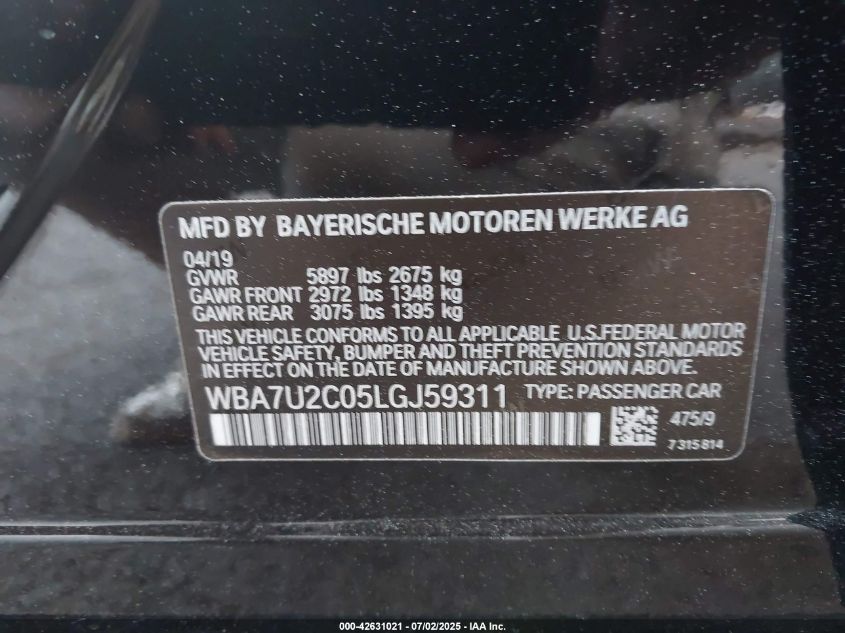 MFD BY BAYERISCHE MOTOREN WERKE AG
04/19
GVWR 5897 lbs 2675 kg
GAWR FRONT 2972 lbs 1348 kg
GAWR REAR 3075 lbs 1395 kg
THIS VEHICLE CONFORMS TO ALL APPLICABLE U.S.FEDERAL MOTOR
VEHICLE SAFETY, BUMPER AND THEFT PREVENTION STANDARDS
IN EFFECT ON THE DATE OF MANUFACTURE SHOWN ABOVE.
WBA7U2C05LGJ59311 TYPE: PASSENGER CAR
475/9
7315814
000-42631021 - 07/02/2025 - IAA Inc.